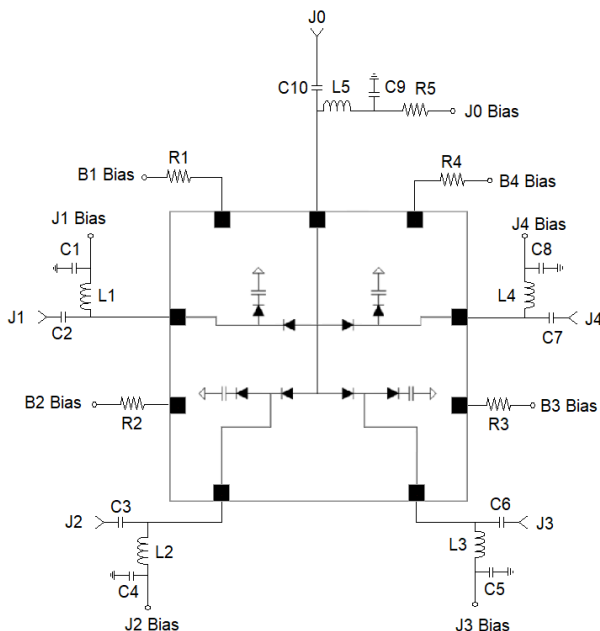 J0
C10
L5
C9
R5
J0 Bias
B1 Bias
R1
R4
B4 Bias
J1 Bias
C1
L1
J1
C2
J4 Bias
C8
L4
J4
C7
B2 Bias
R2
B3 Bias
R3
J2
C3
L2
C4
J2 Bias
C6
J3
L3
C5
J3 Bias